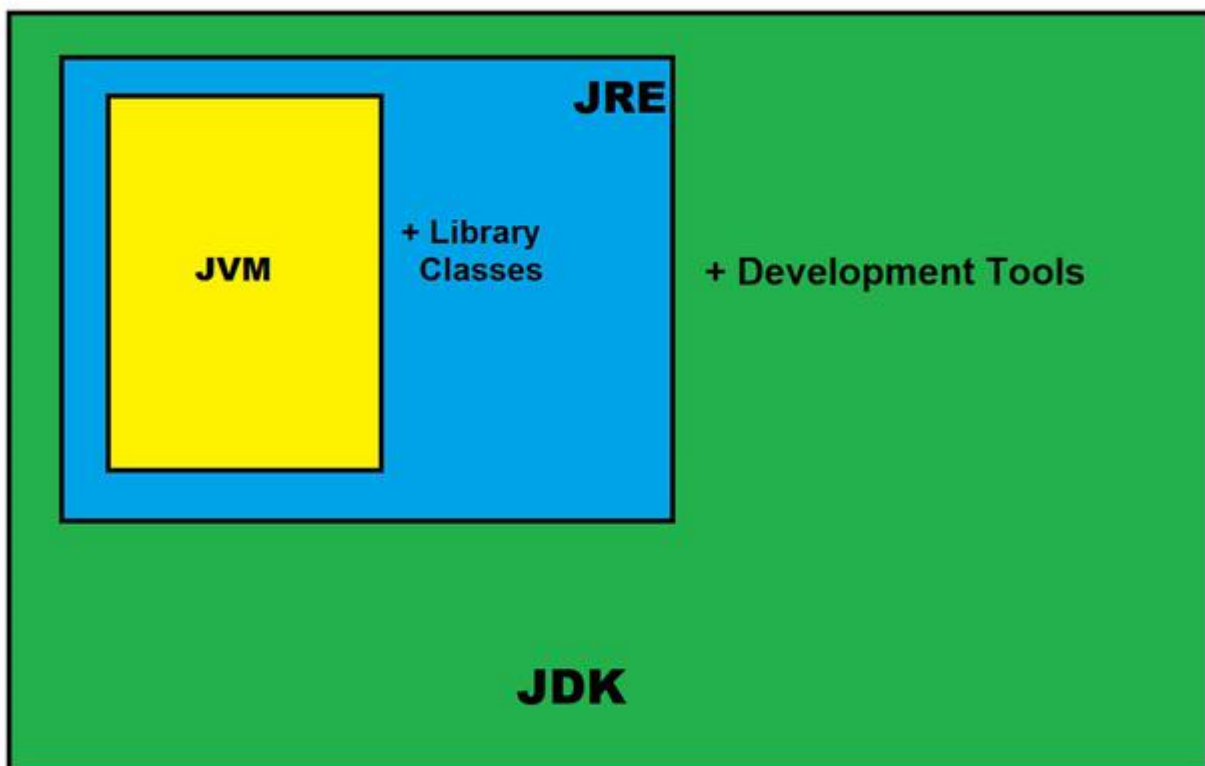 JRE
+ Library
Classes
JVM
+ Development Tools
JDK